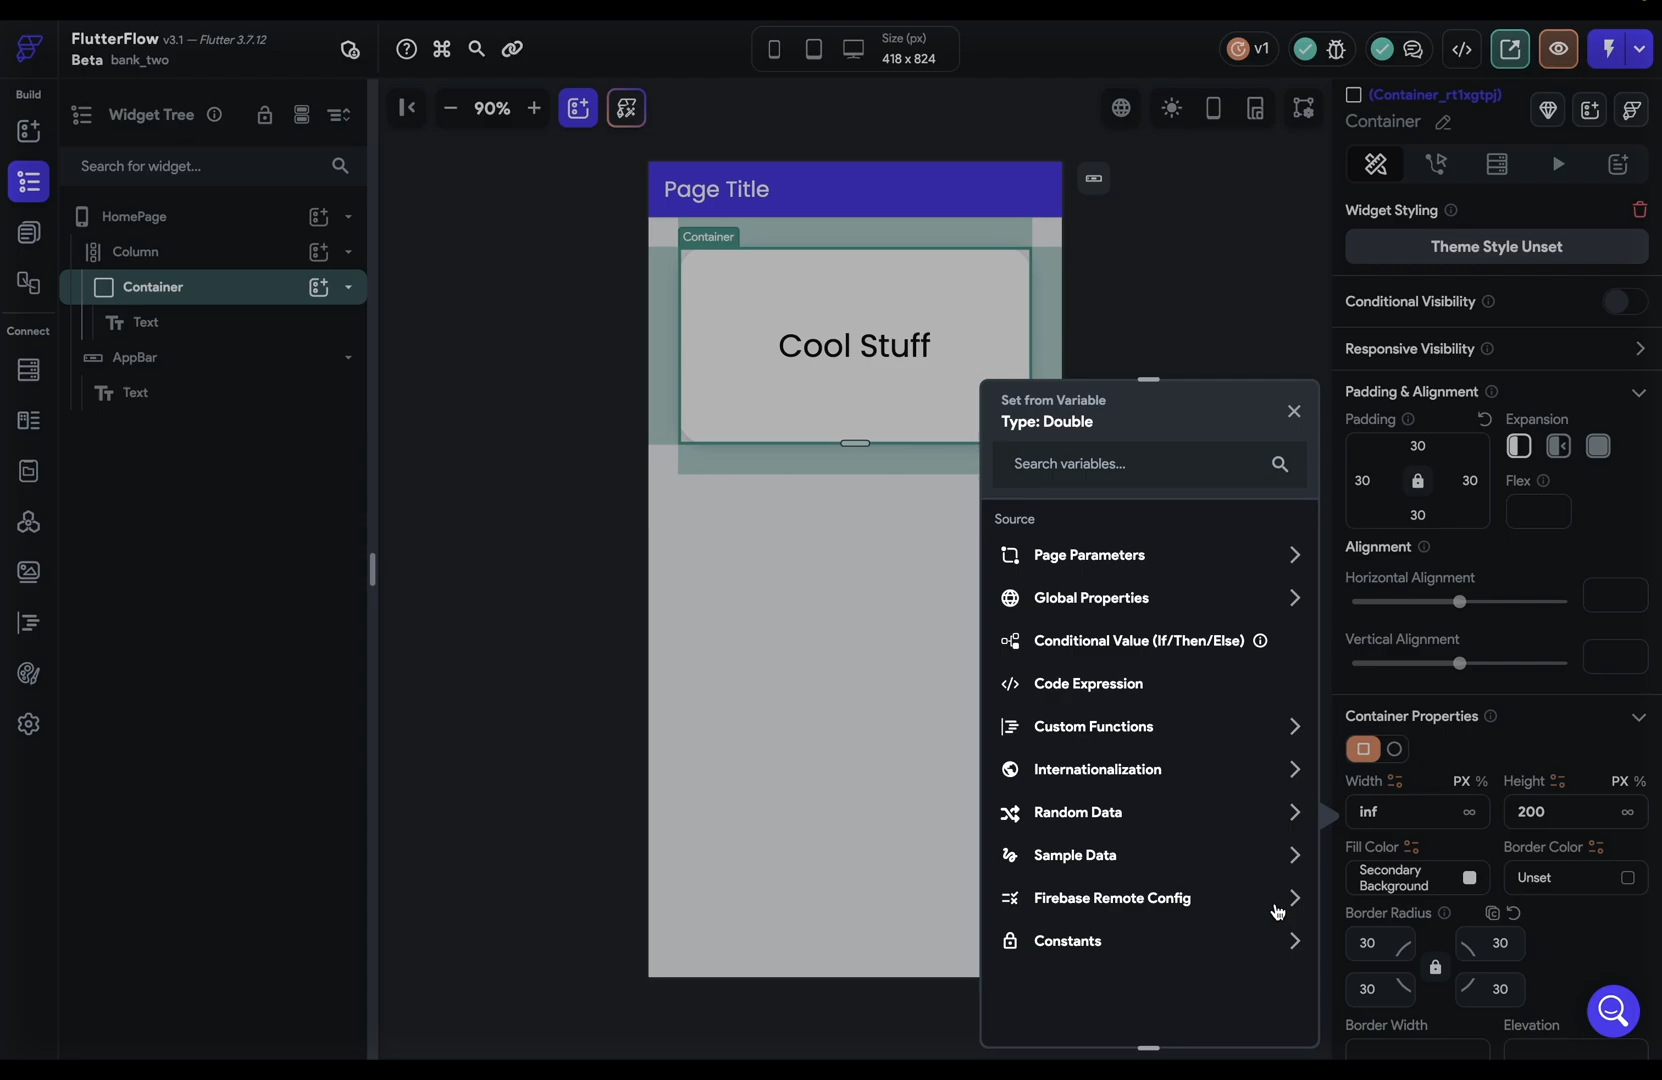 FlutterFlow v3.1 — Flutter 3.7.12
Beta bank_two
Size (px)
418 x 824
v1
Build
Widget Tree
90%
(Container_rt1xgtpj)
Container
Search for widget...
HomePage
Column
Container
Text
AppBar
Text
Connect
Page Title
Container
Cool Stuff
Set from Variable
Type: Double
Search variables...
Source
Page Parameters
Global Properties
Conditional Value (If/Then/Else)
Code Expression
Custom Functions
Internationalization
Random Data
Sample Data
Firebase Remote Config
Constants
Widget Styling
Theme Style Unset
Conditional Visibility
Responsive Visibility
Padding & Alignment
Padding Expansion
30
30 30 Flex
30
Alignment
Horizontal Alignment
Vertical Alignment
Container Properties
Width PX % Height PX %
inf ∞ 200 ∞
Fill Color Border Color
Secondary
Background
Unset
Border Radius
30 30
30 30
Border Width Elevation